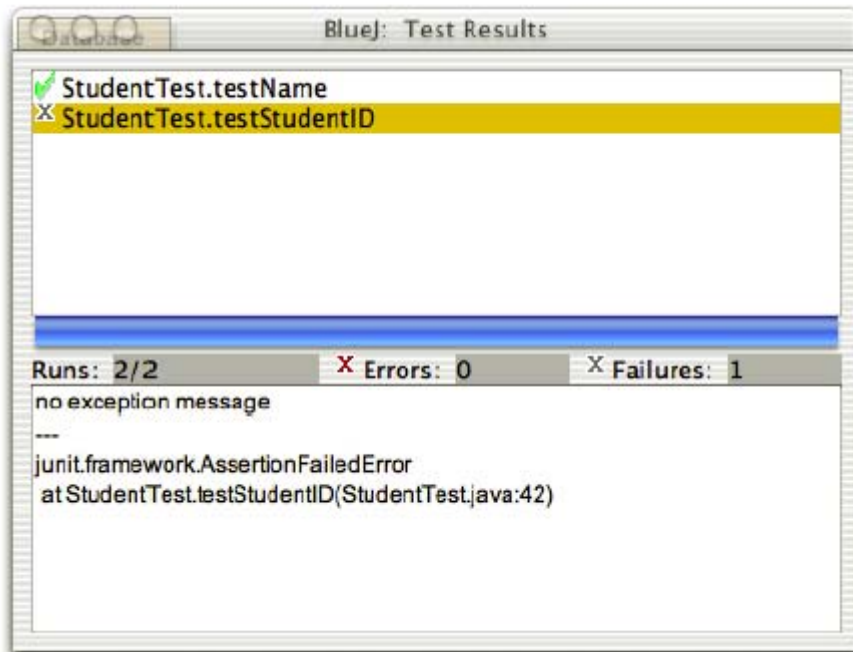 Database
BlueJ: Test Results
StudentTest.testName
StudentTest.testStudentID
Runs: 2/2 X Errors: 0 X Failures: 1
no exception message
---
junit.framework.AssertionFailedError
at StudentTest.testStudentID(StudentTest.java:42)